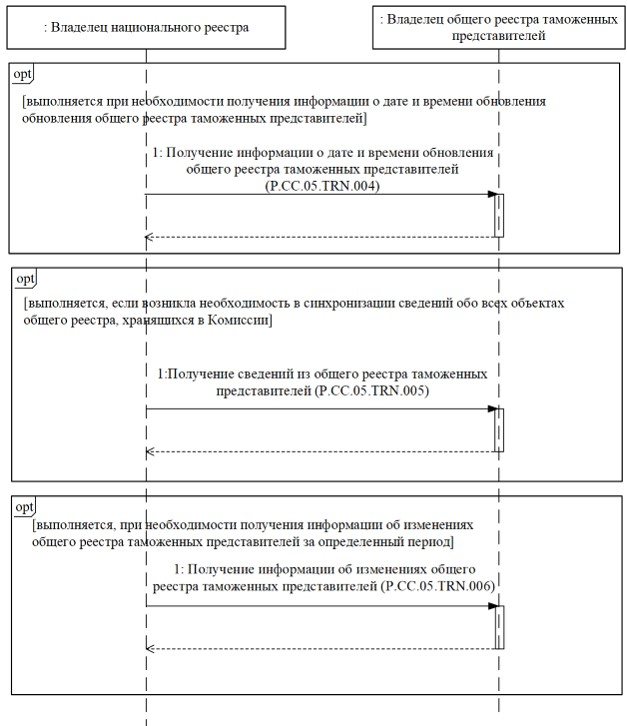 : Владелец национального реестра
: Владелец общего реестра таможенных
представителей
opt
[выполняется при необходимости получения информации о дате и времени обновления
обновления общего реестра таможенных представителей]
1: Получение информации о дате и времени обновления
общего реестра таможенных представителей
(P.CC.05.TRN.004)
opt
[выполняется, если возникла необходимость в синхронизации сведений обо всех объектах
общего реестра, хранящихся в Комиссии]
1:Получение сведений из общего реестра таможенных
представителей (P.CC.05.TRN.005)
opt
[выполняется, при необходимости получения информации об изменениях
общего реестра таможенных представителей за определенный период]
1: Получение информации об изменениях общего
реестра таможенных представителей (P.CC.05.TRN.006)